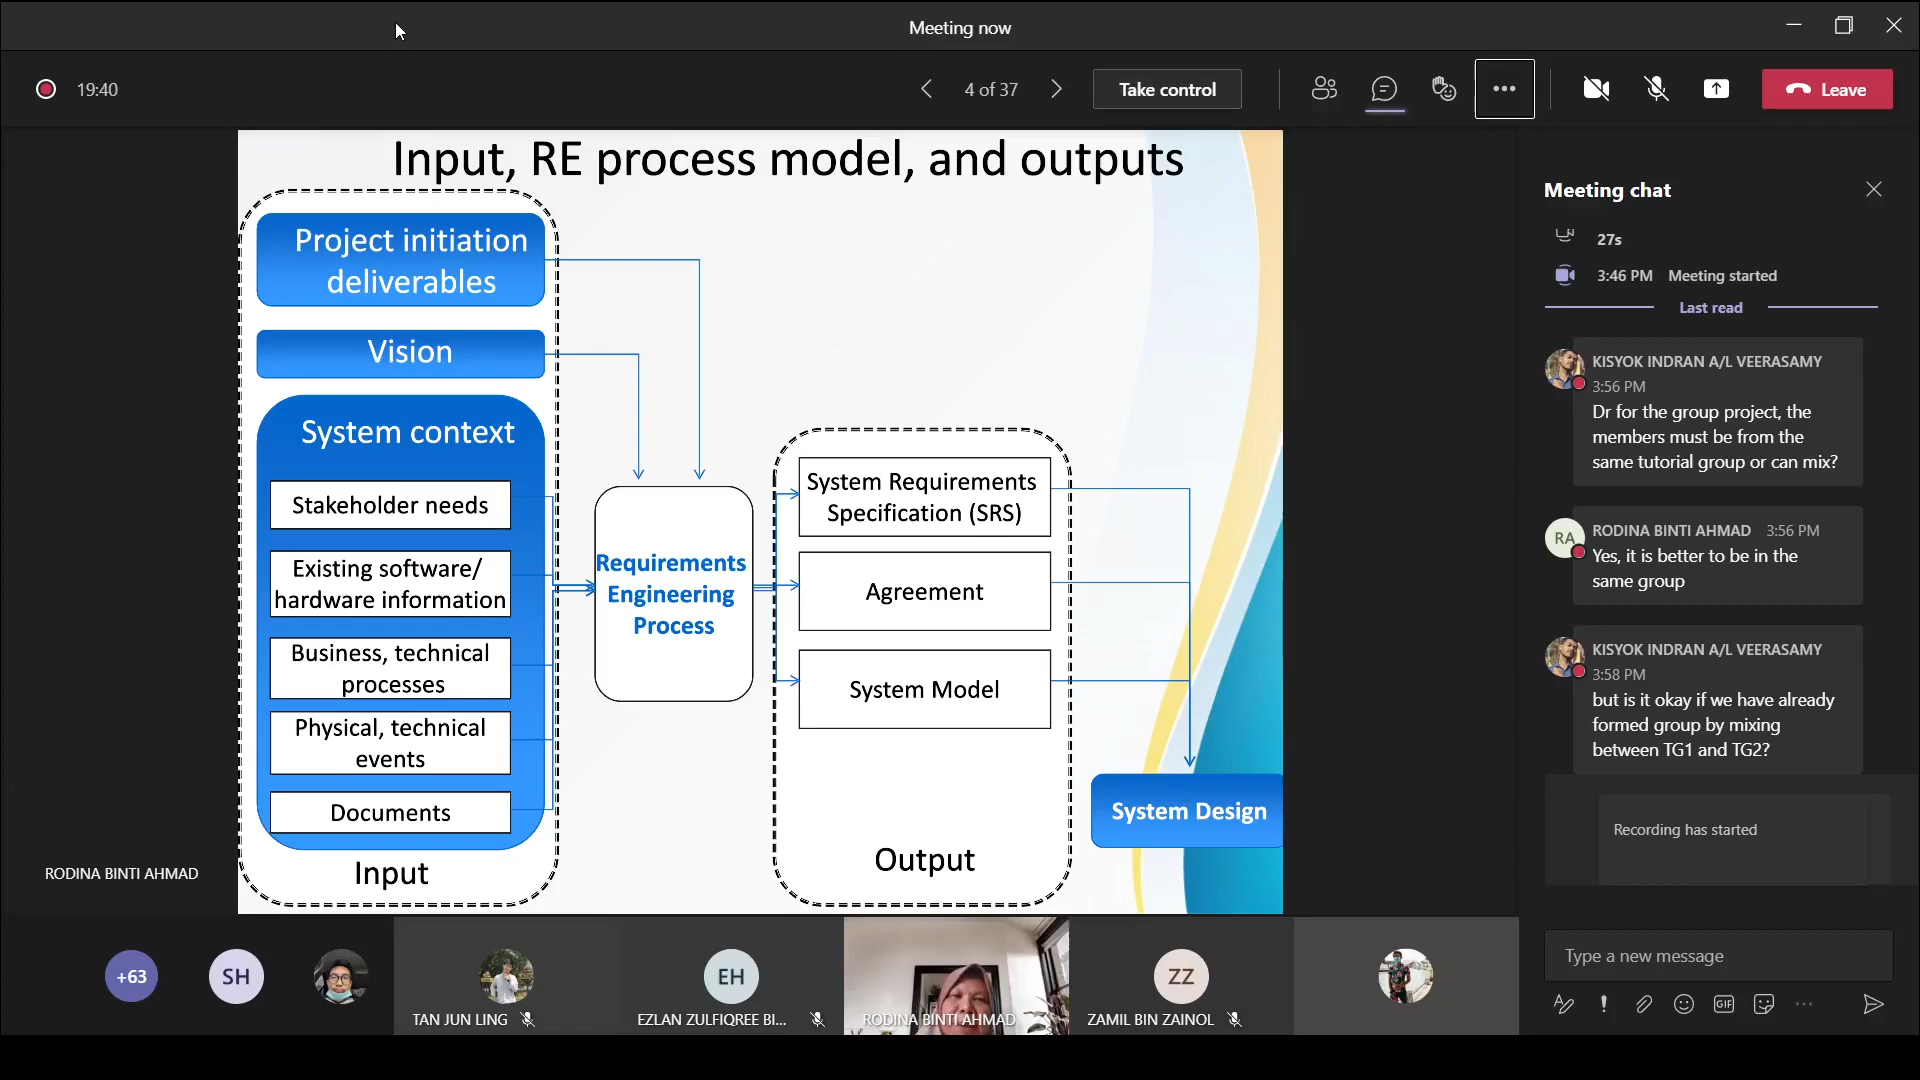 Meeting now
19:40
4 of 37
Take control
Leave
Input, RE process model, and outputs
Project initiation
deliverables
Vision
System context
Stakeholder needs
Existing software/
hardware information
Business, technical
processes
Physical, technical
events
Documents
Input
Requirements
Engineering
Process
System Requirements
Specification (SRS)
Agreement
System Model
Output
System Design
RODINA BINTI AHMAD
Meeting chat
27s
3:46 PM Meeting started
Last read
KISYOK INDRAN A/L VEERASAMY
3:56 PM
Dr for the group project, the
members must be from the
same tutorial group or can mix?
RA
RODINA BINTI AHMAD 3:56 PM
Yes, it is better to be in the
same group
KISYOK INDRAN A/L VEERASAMY
3:58 PM
but is it okay if we have already
formed group by mixing
between TG1 and TG2?
Recording has started
Type a new message
GIF
+63
SH
TAN JUN LING
EH
EZLAN ZULFIQREE BI...
RODINA BINTI AHMAD
ZZ
ZAMIL BIN ZAINOL